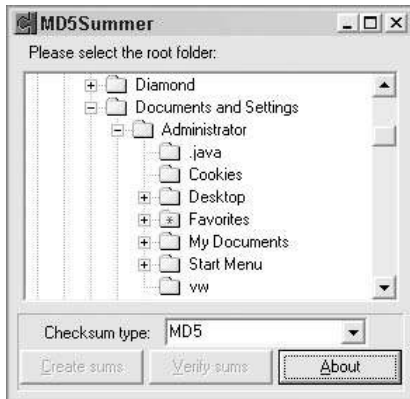 MD5Summer
Please select the root folder:
Diamond
Documents and Settings
Administrator
.java
Cookies
Desktop
Favorites
My Documents
Start Menu
vw
Checksum type: MD5
Create sums Verify sums About